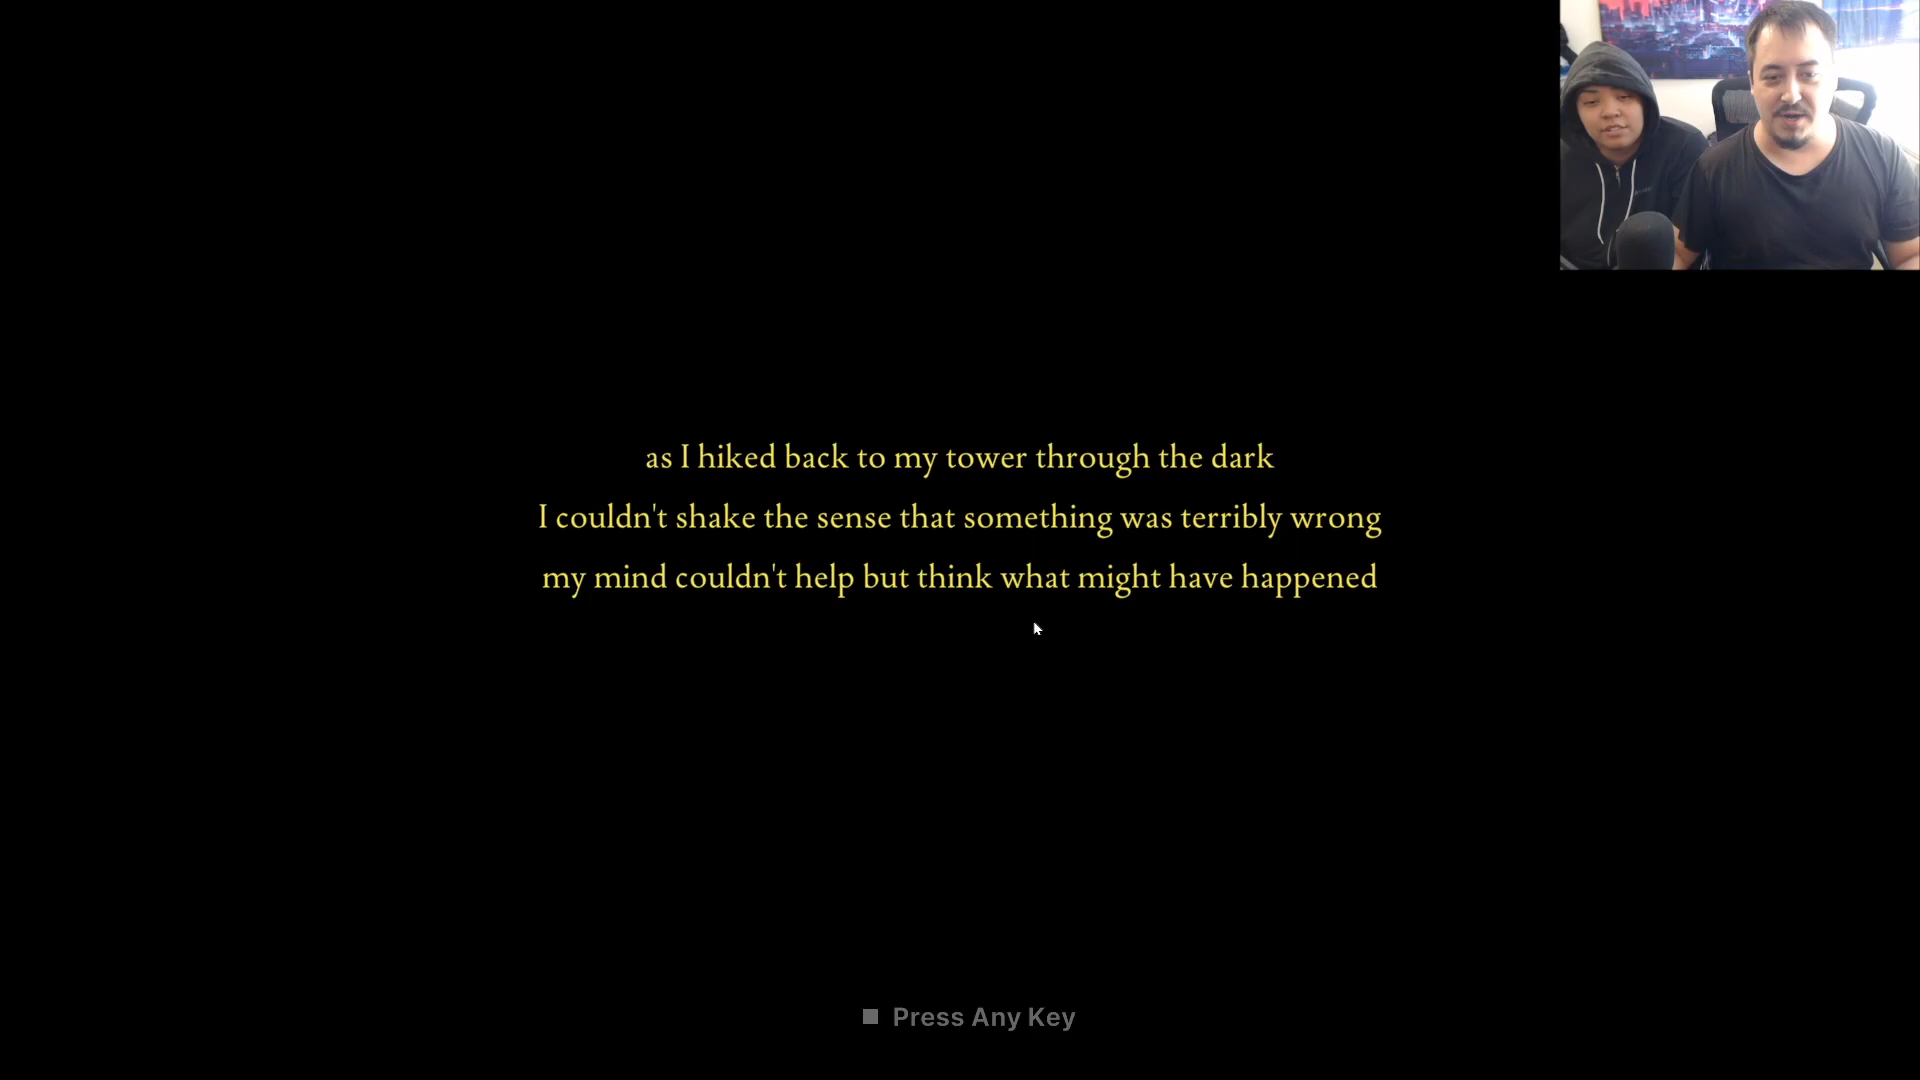 as I hiked back to my tower through the dark
I couldn't shake the sense that something was terribly wrong
my mind couldn't help but think what might have happened
Press Any Key